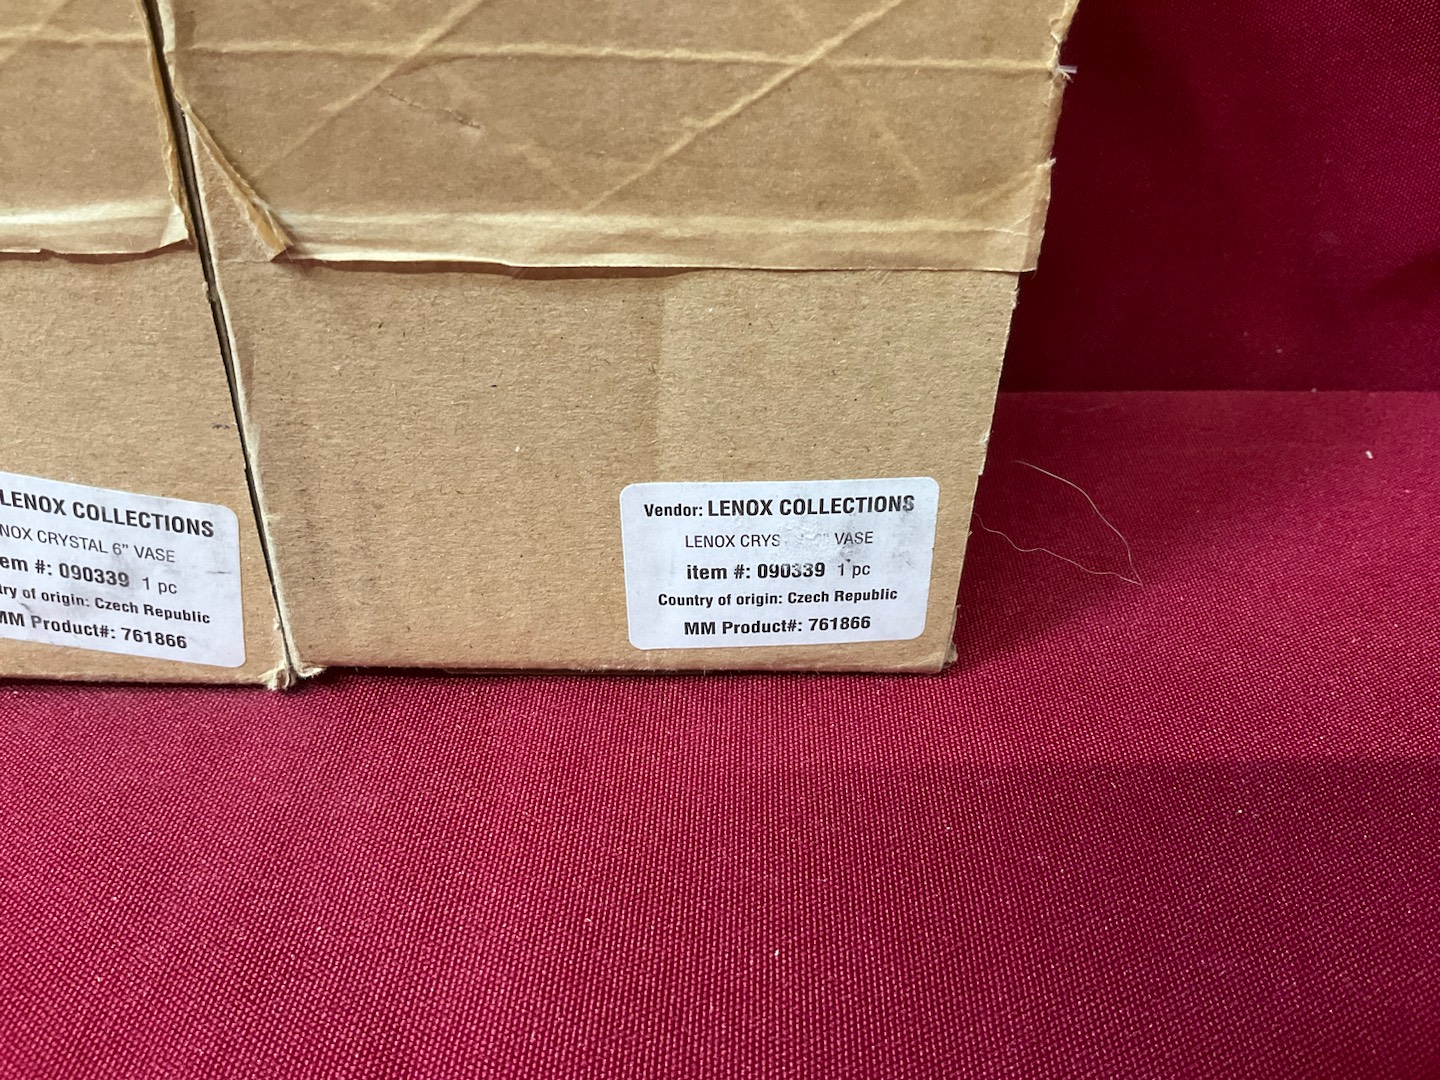 LENOX COLLECTIONS
NOX CRYSTAL 6" VASE
em #: 090339 1 pc
try of origin: Czech Republic
MM Product#: 761866
Vendor: LENOX COLLECTIONS
LENOX CRYS VASE
item #: 090339 1 pc
Country of origin: Czech Republic
MM Product#: 761866